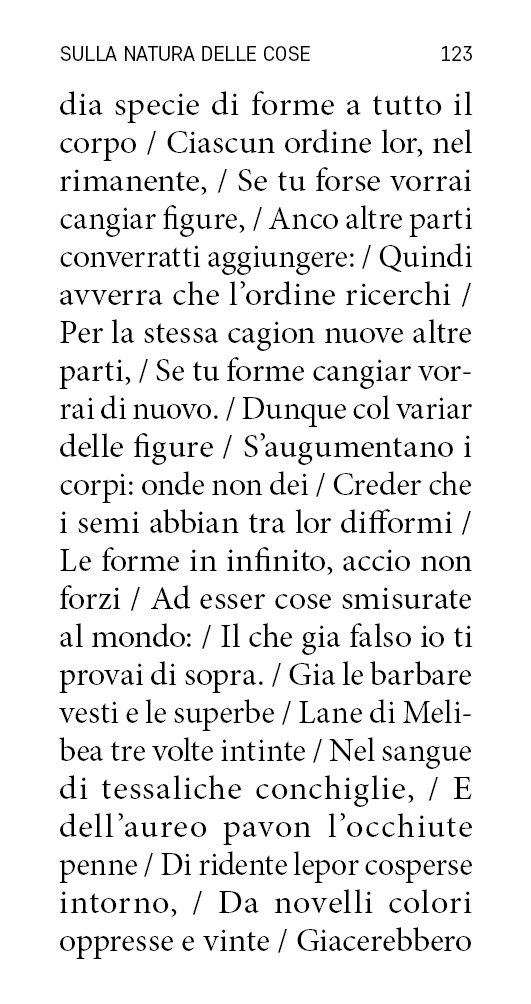 SULLA NATURA DELLE COSE 123
dia specie di forme a tutto il
corpo / Ciascun ordine lor, nel
rimanente, / Se tu forse vorrai
cangiar figure, / Anco altre parti
converratti aggiungere: / Quindi
avverra che l’ordine ricerchi /
Per la stessa cagion nuove altre
parti, / Se tu forme cangiar vor-
rai di nuovo. / Dunque col variar
delle figure / S’augumentano i
corpi: onde non dei / Creder che
i semi abbian tra lor difformi /
Le forme in infinito, accio non
forzi / Ad esser cose smisurate
al mondo: / Il che gia falso io ti
provai di sopra. / Gia le barbare
vesti e le superbe / Lane di Meli-
bea tre volte intinte / Nel sangue
di tessaliche conchiglie, / E
dell’aureo pavon l’occhiute
penne / Di ridente lepor cosperse
intorno, / Da novelli colori
oppresse e vinte / Giacerebbero